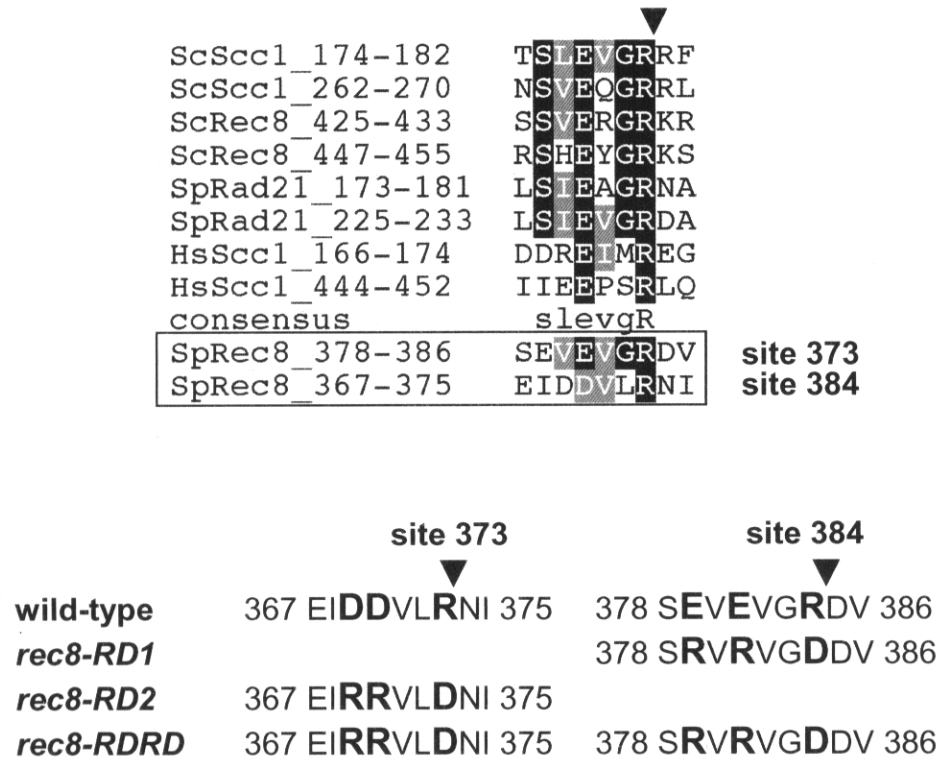 ScScc1_174-182 TSLEVGRRF
ScScc1_262-270 NSVEQGRRL
ScRec8_425-433 SSVERGRKR
ScRec8_447-455 RSHEYGRKS
SpRad21_173-181 LSIEAGRNA
SpRad21_225-233 LSIEVGRDA
HsScc1_166-174 DDREIMREG
HsScc1_444-452 IIEEPSRLQ
consensus slevgR
SpRec8_378-386 SEVEVGRDV site 373
SpRec8_367-375 EIDDVLRNI site 384
site 373 site 384
wild-type 367 EIDDVLRNI 375 378 SEVEVGRDV 386
rec8-RD1 378 SRVRVGDDV 386
rec8-RD2 367 EIRRVLDNI 375
rec8-RDRD 367 EIRRVLDNI 375 378 SRVRVGDDV 386